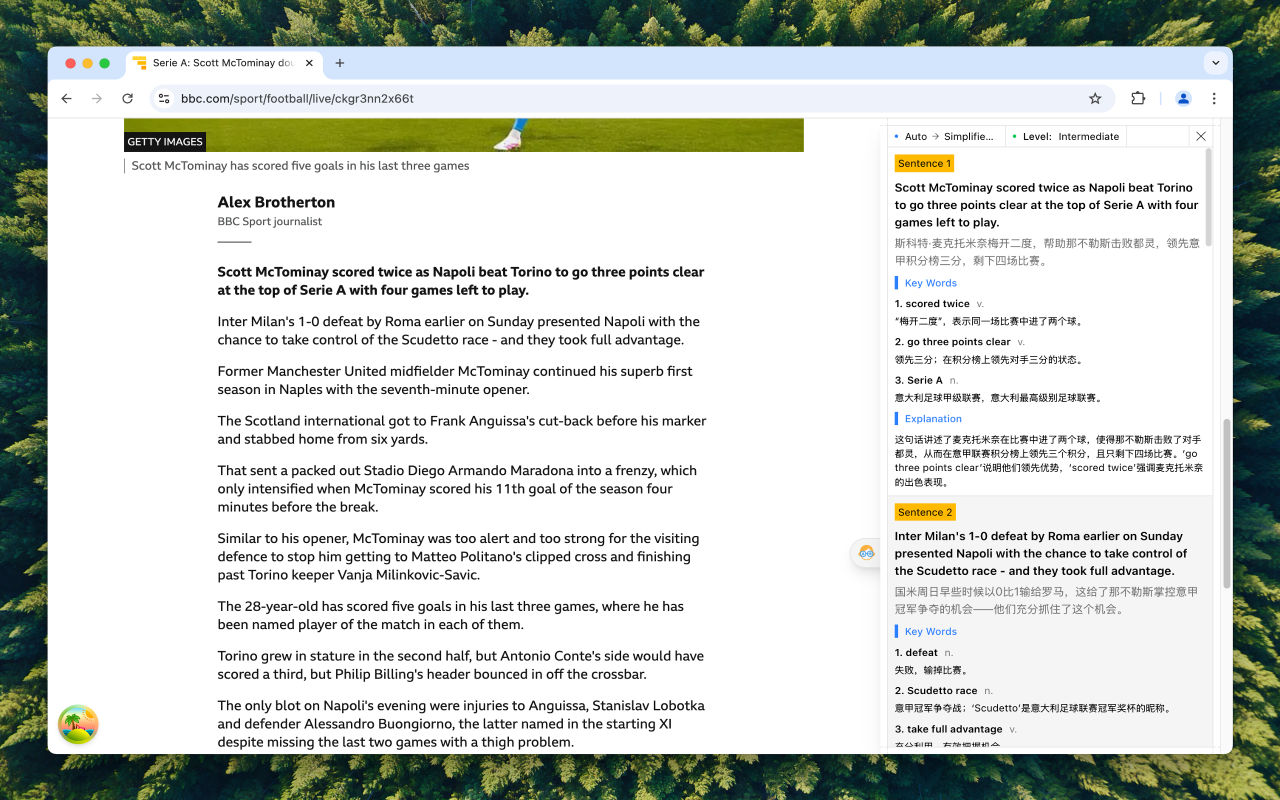 Serie A: Scott McTominay dou
bbc.com/sport/football/live/ckgr3nn2x66t
GETTY IMAGES
Scott McTominay has scored five goals in his last three games
Alex Brotherton
BBC Sport journalist
Scott McTominay scored twice as Napoli beat Torino to go three points clear
at the top of Serie A with four games left to play.
Inter Milan's 1-0 defeat by Roma earlier on Sunday presented Napoli with the
chance to take control of the Scudetto race - and they took full advantage.
Former Manchester United midfielder McTominay continued his superb first
season in Naples with the seventh-minute opener.
The Scotland international got to Frank Anguissa's cut-back before his marker
and stabbed home from six yards.
That sent a packed out Stadio Diego Armando Maradona into a frenzy, which
only intensified when McTominay scored his 11th goal of the season four
minutes before the break.
Similar to his opener, McTominay was too alert and too strong for the visiting
defence to stop him getting to Matteo Politano's clipped cross and finishing
past Torino keeper Vanja Milinkovic-Savic.
The 28-year-old has scored five goals in his last three games, where he has
been named player of the match in each of them.
Torino grew in stature in the second half, but Antonio Conte's side would have
scored a third, but Philip Billing's header bounced in off the crossbar.
The only blot on Napoli's evening were injuries to Anguissa, Stanislav Lobotka
and defender Alessandro Buongiorno, the latter named in the starting XI
despite missing the last two games with a thigh problem.
Auto → Simplifie... Level: Intermediate
Sentence 1
Scott McTominay scored twice as Napoli beat Torino
to go three points clear at the top of Serie A with four
games left to play.
斯科特·麦克托米奈梅开二度，帮助那不勒斯击败都灵，领先意
甲积分榜三分，剩下四场比赛。
Key Words
1. scored twice v.
“梅开二度”，表示同一场比赛中进了两个球。
2. go three points clear v.
领先三分；在积分榜上领先对手三分的状态。
3. Serie A n.
意大利足球甲级联赛，意大利最高级别足球联赛。
Explanation
这句话讲述了麦克托米奈在比赛中进了两个球，使得那不勒斯击败了对手
都灵，从而在意甲联赛积分榜上领先三个积分，且只剩下四场比赛。‘go
three points clear’说明他们领先优势，‘scored twice’强调麦克托米奈
的出色表现。
Sentence 2
Inter Milan's 1-0 defeat by Roma earlier on Sunday
presented Napoli with the chance to take control of
the Scudetto race - and they took full advantage.
国米周日早些时候以0比1输给罗马，这给了那不勒斯掌控意甲
冠军争夺的机会——他们充分抓住了这个机会。
Key Words
1. defeat n.
失败，输掉比赛。
2. Scudetto race n.
意甲冠军争夺战；‘Scudetto’是意大利足球联赛冠军奖杯的昵称。
3. take full advantage v.
充分利用，有效把握机会